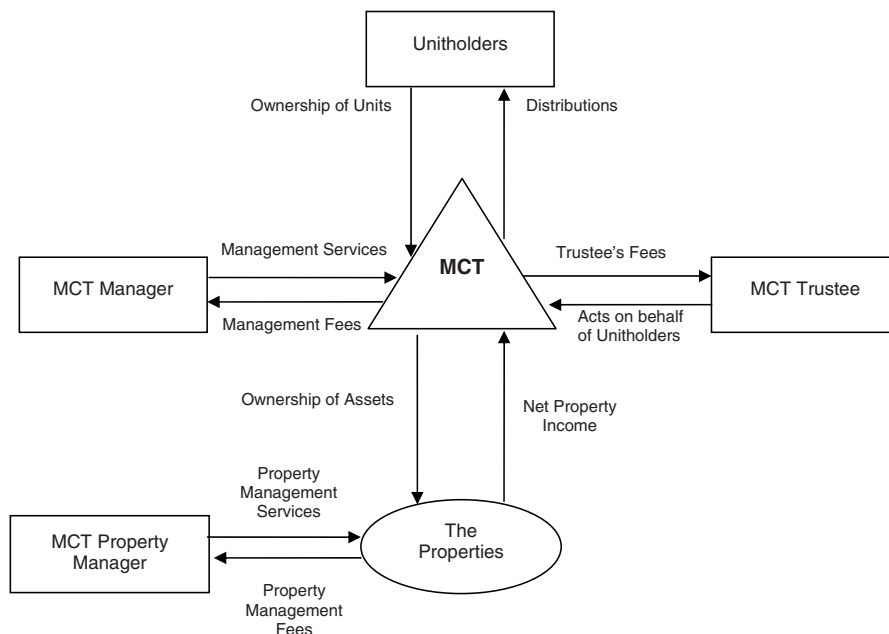 Unitholders
Ownership of Units
Distributions
Management Services
MCT
Trustee's Fees
MCT Manager
MCT Trustee
Management Fees
Acts on behalf
of Unitholders
Ownership of Assets
Net Property
Income
Property
Management
Services
The
Properties
MCT Property
Manager
Property
Management
Fees